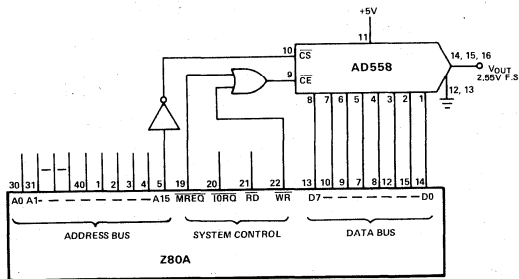 +5V
11
10 CS
AD558
14, 15, 16
VOUT
2,55V F.S
9 CE
12, 13
8 7 6 5 4 3 2 1
30 31 40 1 2 3 4 5 19 20 21 22 13 10 9 7 8 12 15 14
A0 A1 A15 MREQ IORQ RD WR D7 D0
ADDRESS BUS SYSTEM CONTROL DATA BUS
Z80A